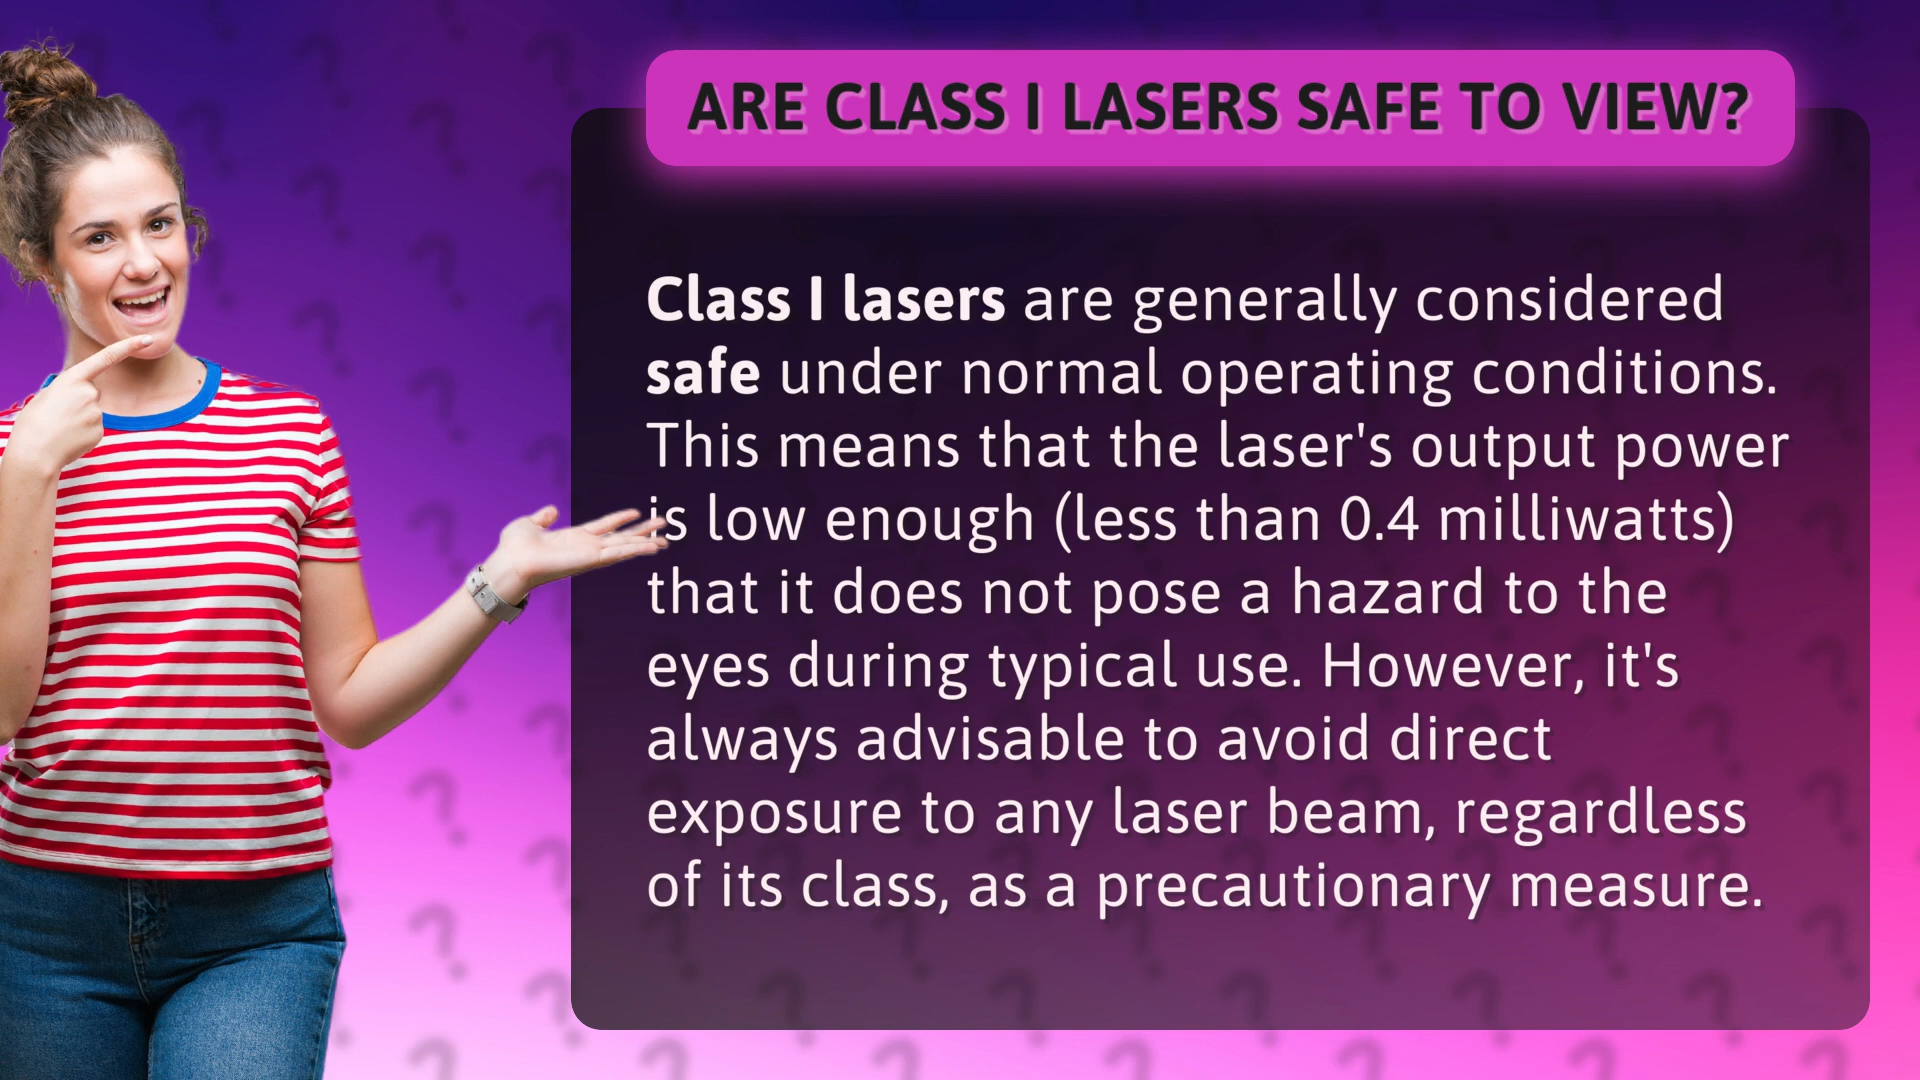 ARE CLASS I LASERS SAFE TO VIEW?
Class I lasers are generally considered
safe under normal operating conditions.
This means that the laser's output power
is low enough (less than 0.4 milliwatts)
that it does not pose a hazard to the
eyes during typical use. However, it's
always advisable to avoid direct
exposure to any laser beam, regardless
of its class, as a precautionary measure.